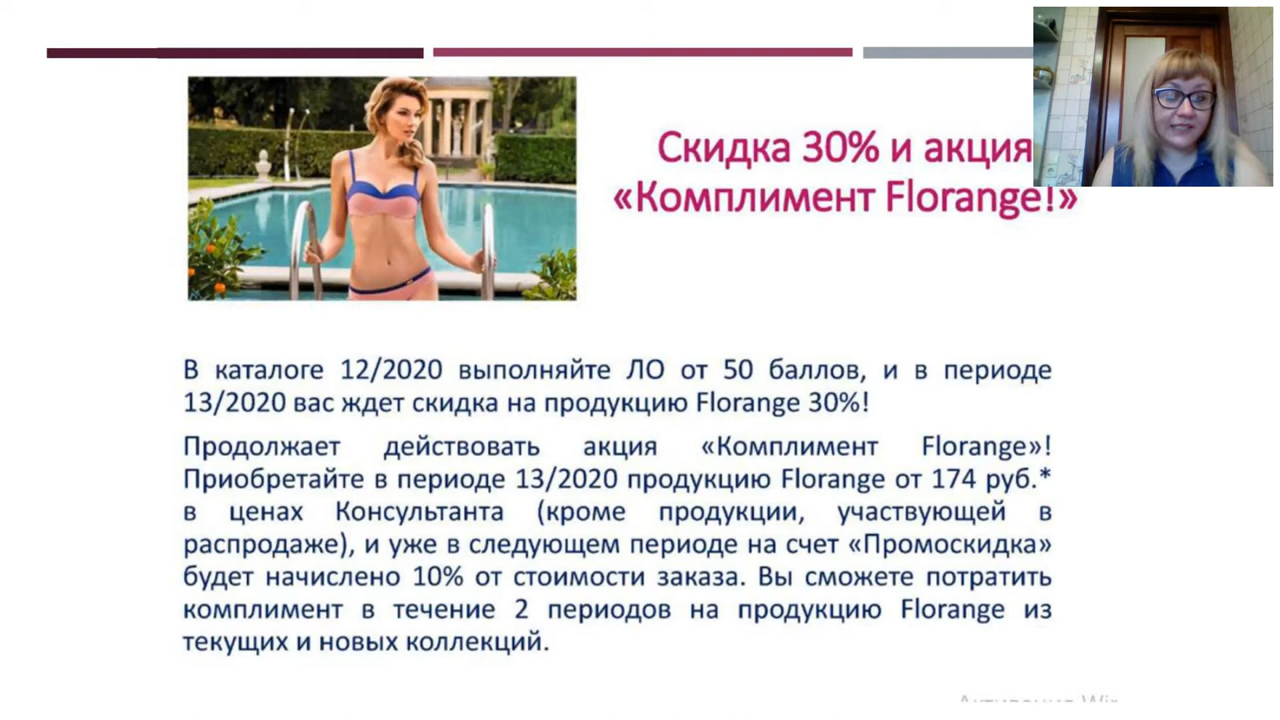 Скидка 30% и акция
«Комплимент Florange!»
В каталоге 12/2020 выполняйте ЛО от 50 баллов, и в периоде
13/2020 вас ждет скидка на продукцию Florange 30%!
Продолжает действовать акция «Комплимент Florange»!
Приобретайте в периоде 13/2020 продукцию Florange от 174 руб.*
в ценах Консультанта (кроме продукции, участвующей в
распродаже), и уже в следующем периоде на счет «Промоскидка»
будет начислено 10% от стоимости заказа. Вы сможете потратить
комплимент в течение 2 периодов на продукцию Florange из
текущих и новых коллекций.